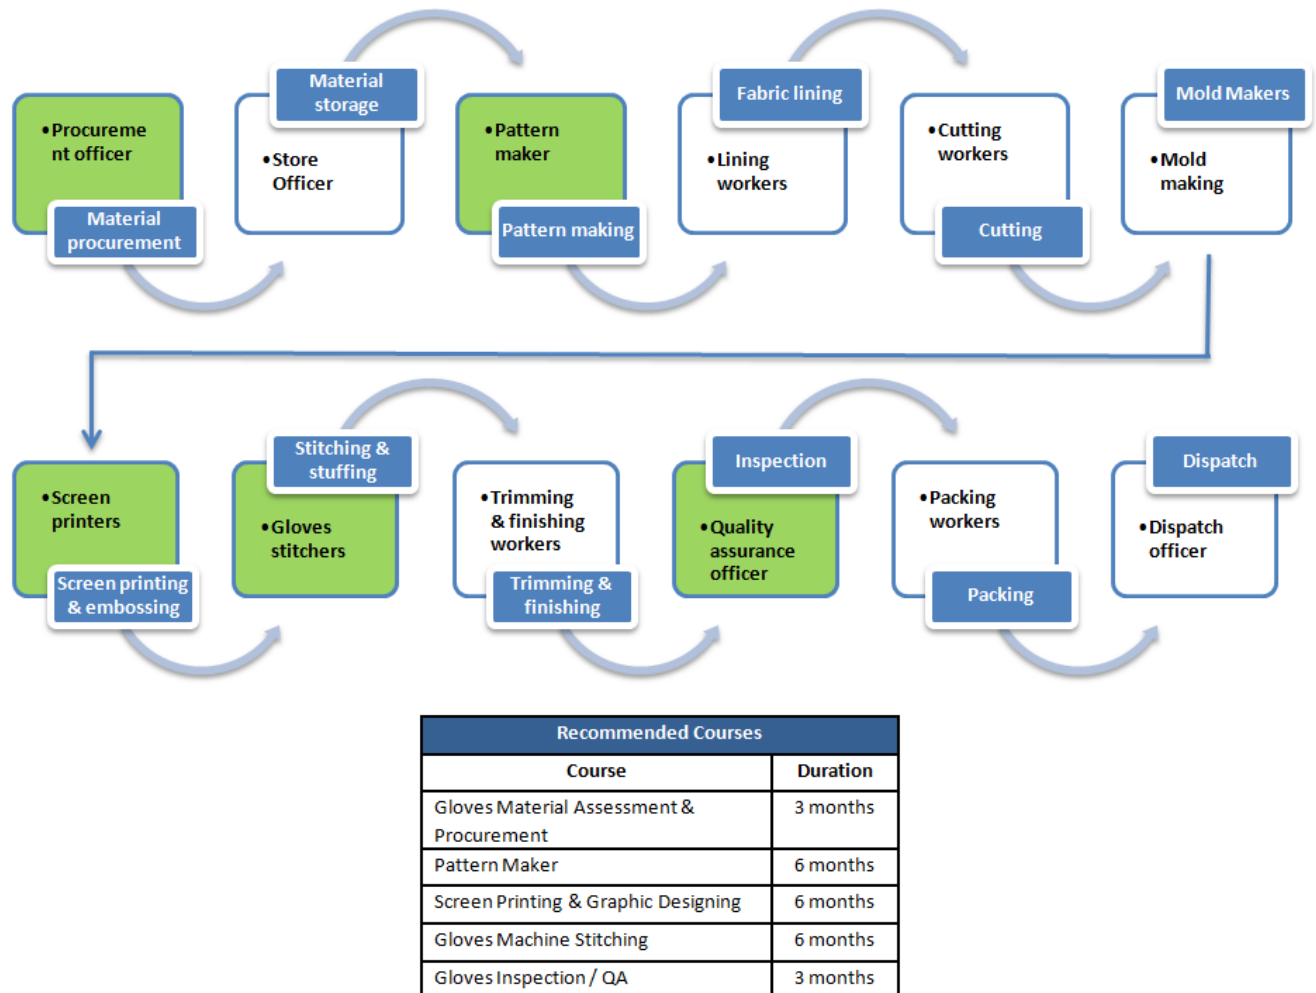 •Procureme
nt officer
Material
procurement
Material
storage
•Store
Officer
•Pattern
maker
Pattern making
Fabric lining
•Lining
workers
•Cutting
workers
Cutting
Mold Makers
•Mold
making
•Screen
printers
Screen printing
& embossing
Stitching &
stuffing
•Gloves
stitchers
•Trimming
& finishing
workers
Trimming &
finishing
Inspection
•Quality
assurance
officer
•Packing
workers
Packing
Dispatch
•Dispatch
officer
Recommended Courses
Course Duration
Gloves Material Assessment & 3 months
Procurement
Pattern Maker 6 months
Screen Printing & Graphic Designing 6 months
Gloves Machine Stitching 6 months
Gloves Inspection / QA 3 months